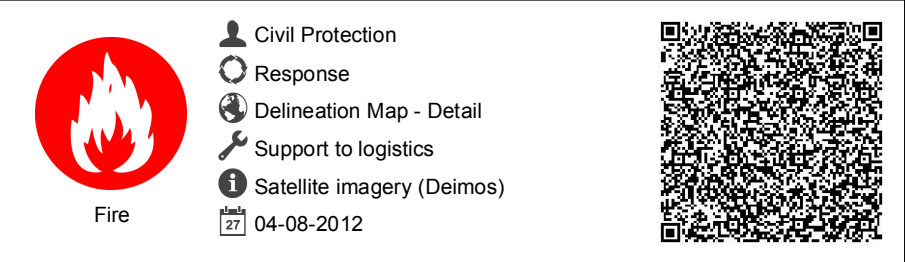 Civil Protection
Response
Delineation Map - Detail
Support to logistics
Satellite imagery (Deimos)
27 04-08-2012
Fire